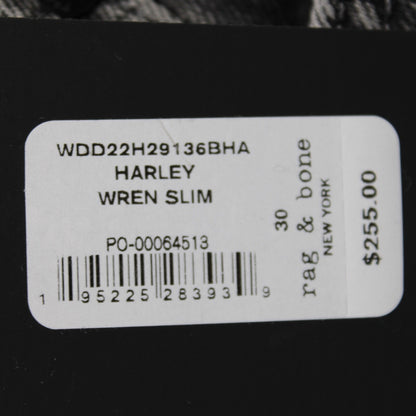 WDD22H29136BHA
HARLEY
WREN SLIM
PO-00064513
1 95225 28393 9
30
rag & bone
NEW YORK
$255.00